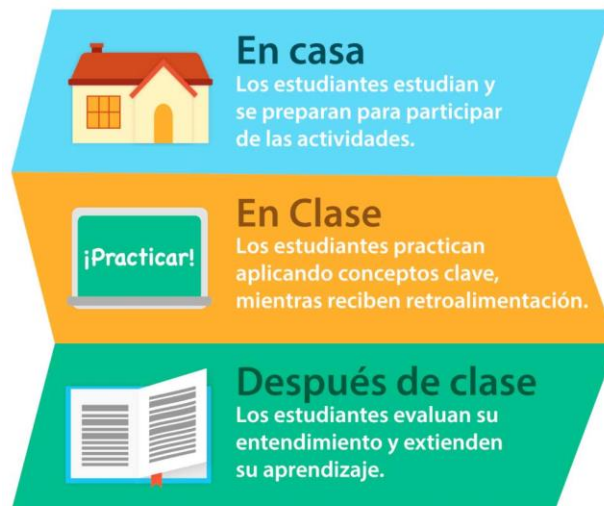 En casa
Los estudiantes estudian y
se preparan para participar
de las actividades.
¡Practicar!
En Clase
Los estudiantes practican
aplicando conceptos clave,
mientras reciben retroalimentación.
Después de clase
Los estudiantes evaluan su
entendimiento y extienden
su aprendizaje.